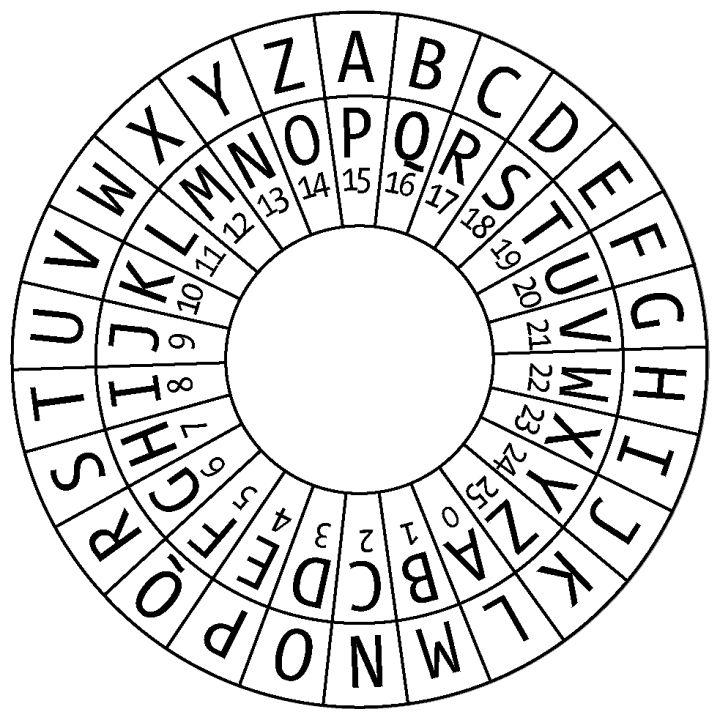 A B C D E F G H I J K L M N O P Q R S T U V W X Y Z
P Q R S T U V W X Y Z A B C D E F G H I J K L M N O
15 16 17 18 19 20 21 22 23 24 25 0 1 2 3 4 5 6 7 8 9 10 11 12 13 14